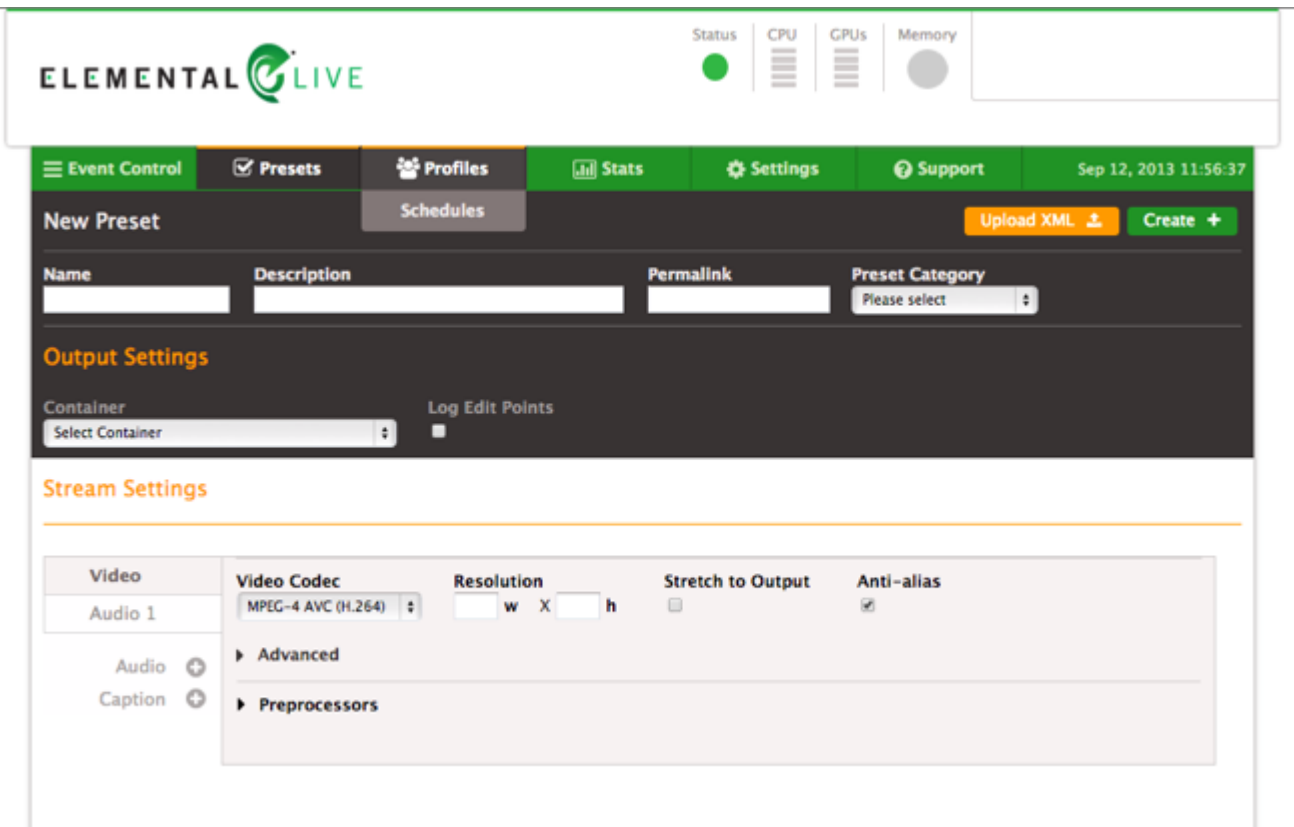 Status CPU GPUs Memory
ELEMENTAL LIVE
Event Control Presets Profiles Stats Settings Support Sep 12, 2013 11:56:37
Schedules
New Preset Upload XML Create +
Name Description Permalink Preset Category
Please select
Output Settings
Container Log Edit Points
Select Container
Stream Settings
Video
Audio 1
Audio
Caption
Video Codec Resolution Stretch to Output Anti-alias
MPEG-4 AVC (H.264) w X h
Advanced
Preprocessors